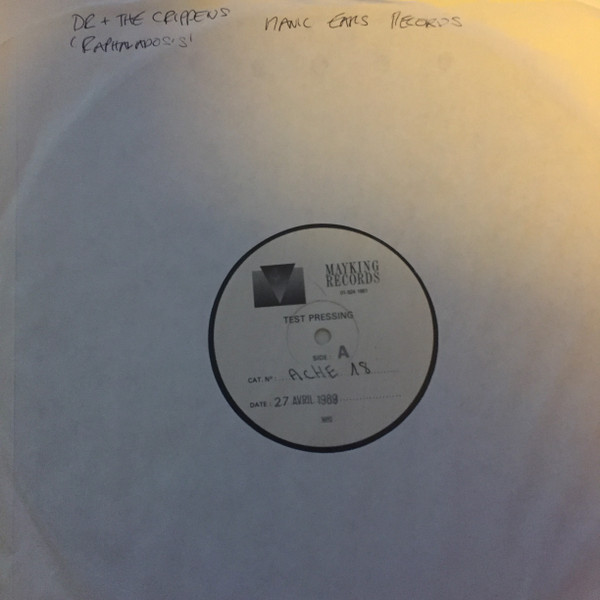 DR + THE CRIPPENS MANIC EARS RECORDS
('RAPHANADOSIS'
MAYKING
RECORDS
TEST PRESSING
SIDE A
CAT. Nº: ACHE 18
DATE: 27 AVRIL 1989